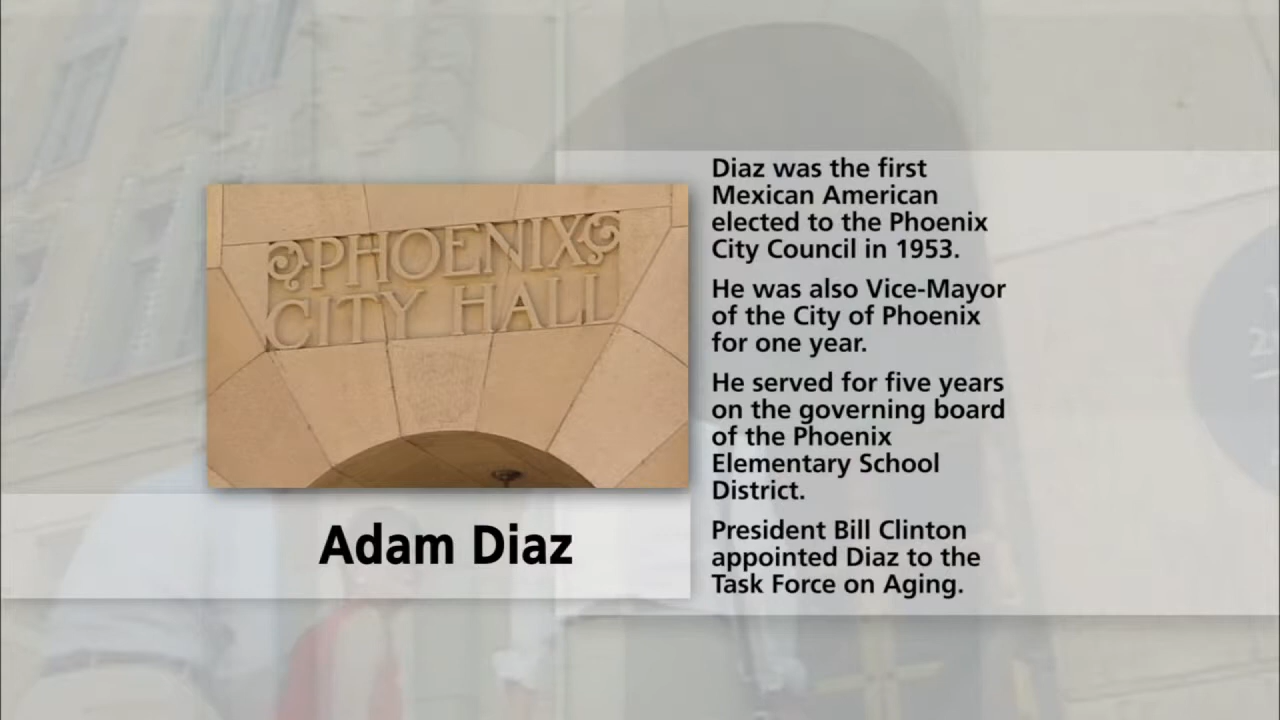 PHOENIX
CITY HALL
Adam Diaz
Diaz was the first
Mexican American
elected to the Phoenix
City Council in 1953.
He was also Vice-Mayor
of the City of Phoenix
for one year.
He served for five years
on the governing board
of the Phoenix
Elementary School
District.
President Bill Clinton
appointed Diaz to the
Task Force on Aging.